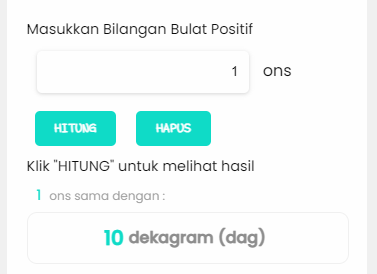 Masukkan Bilangan Bulat Positif
1 ons
HITUNG HAPUS
Klik "HITUNG" untuk melihat hasil
1 ons sama dengan :
10 dekagram (dag)